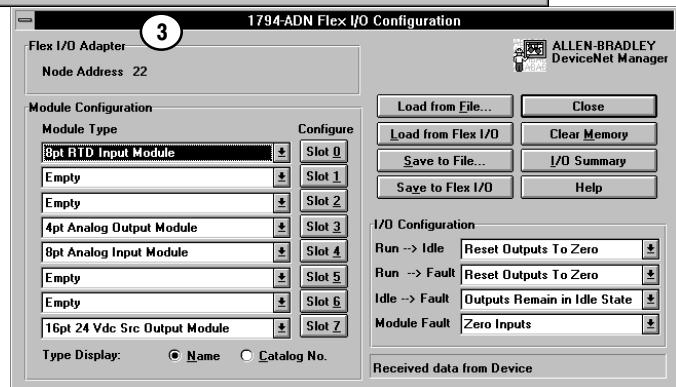 1794-ADN Flex I/O Configuration
3
Flex I/O Adapter
Node Address 22
ALLEN-BRADLEY
DeviceNet Manager
Module Configuration
Module Type Configure
8pt RTD Input Module Slot 0
Empty Slot 1
Empty Slot 2
4pt Analog Output Module Slot 3
8pt Analog Input Module Slot 4
Empty Slot 5
Empty Slot 6
16pt 24 Vdc Src Output Module Slot 7
Type Display: Name Catalog No.
Load from File... Close
Load from Flex I/O Clear Memory
Save to File... I/O Summary
Save to Flex I/O Help
I/O Configuration
Run --> Idle Reset Outputs To Zero
Run --> Fault Reset Outputs To Zero
Idle --> Fault Outputs Remain in Idle State
Module Fault Zero Inputs
Received data from Device